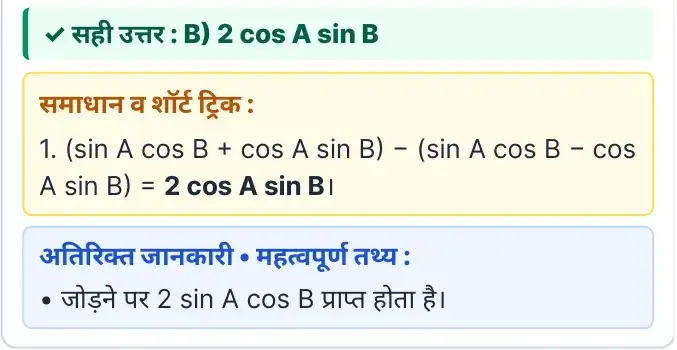 ✓ सही उत्तर : B) 2 cos A sin B
समाधान व शॉर्ट ट्रिक :
1. (sin A cos B + cos A sin B) − (sin A cos B − cos
A sin B) = 2 cos A sin B।
अतिरिक्त जानकारी • महत्वपूर्ण तथ्य :
• जोड़ने पर 2 sin A cos B प्राप्त होता है।